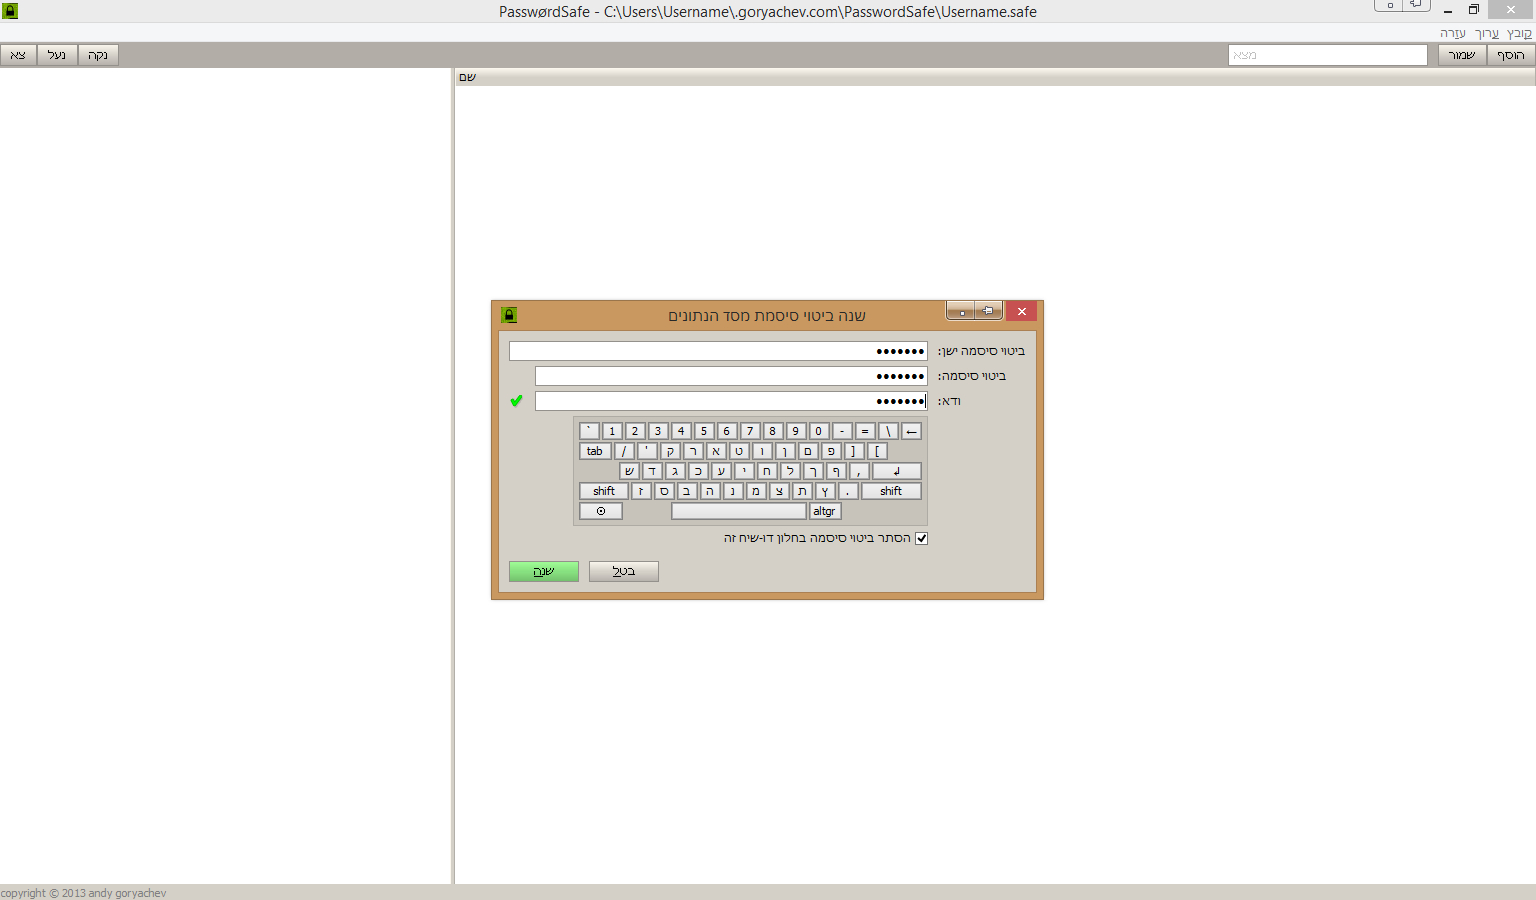 PasswørdSafe - C:\Users\Username\.goryachev.com\PasswordSafe\Username.safe
קובץ ערוך עזרה
הוסף שמור מצא נקה נעל צא
שם
שנה ביטוי סיסמת מסד הנתונים
ביטוי סיסמה ישן: •••••••
ביטוי סיסמה: •••••••
ודא: •••••••
` 1 2 3 4 5 6 7 8 9 0 - = \ ←
tab / ' ק ר א ט ו ן ם פ ] [
ש ד ג כ ע י ח ל ך ף , ↲
shift ז ס ב ה נ מ צ ת ץ . shift
⊙ altgr
הסתר ביטוי סיסמה בחלון דו-שיח זה
בטל שנה
copyright © 2013 andy goryachev